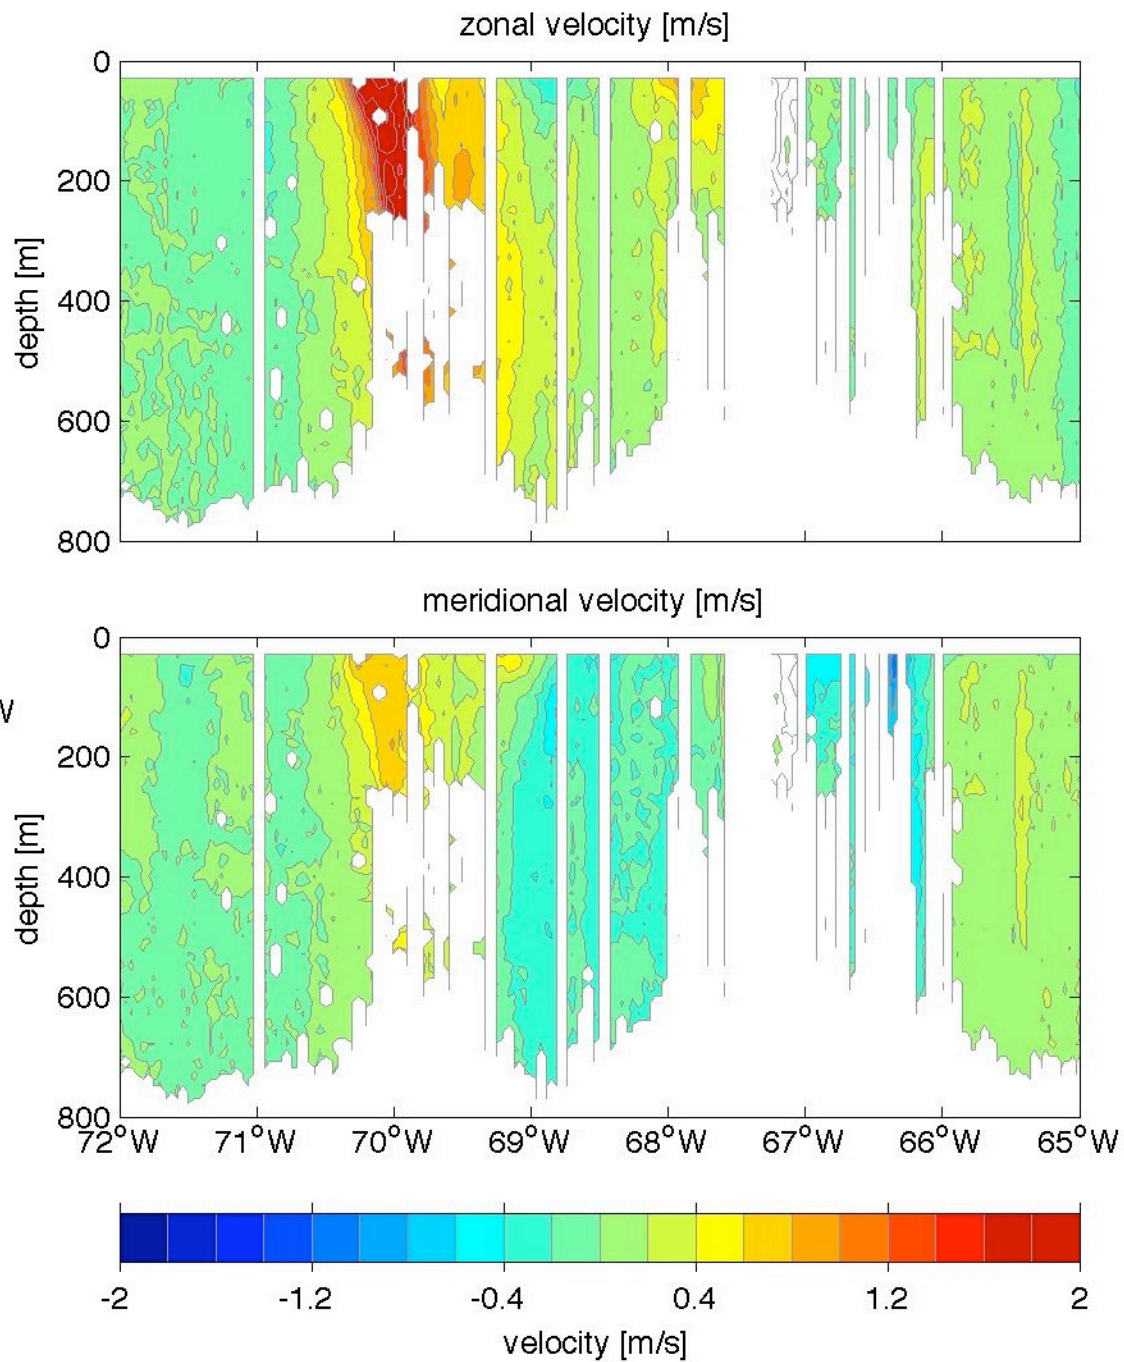 zonal velocity [m/s]
0
200
400
600
800
depth [m]
meridional velocity [m/s]
0
200
400
600
800
depth [m]
W
72°W 71°W 70°W 69°W 68°W 67°W 66°W 65°W
-2 -1.2 -0.4 0.4 1.2 2
velocity [m/s]